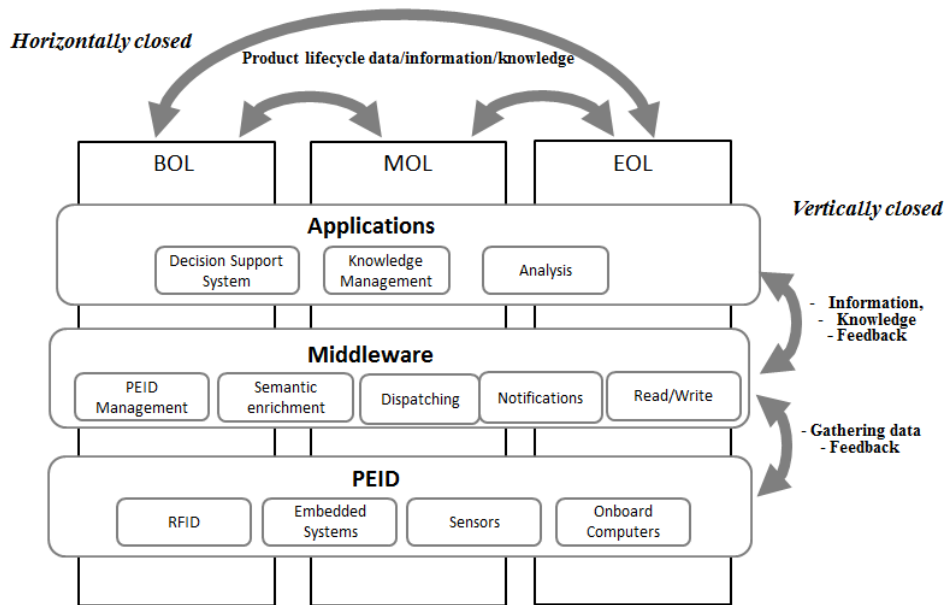 Horizontally closed
Product lifecycle data/information/knowledge
BOL
MOL
EOL
Vertically closed
Applications
Decision Support
System
Knowledge
Management
Analysis
- Information,
- Knowledge
- Feedback
Middleware
PEID
Management
Semantic
enrichment
Dispatching
Notifications
Read/Write
- Gathering data
- Feedback
PEID
RFID
Embedded
Systems
Sensors
Onboard
Computers